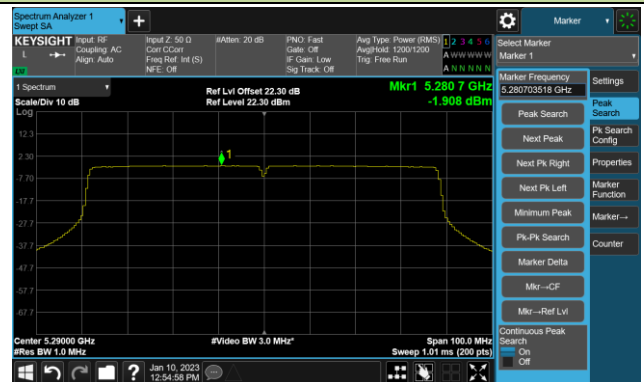 Spectrum Analyzer 1
Swept SA
+
Marker
KEYSIGHT
L
Input: RF
Coupling: AC
Align: Auto
Input Z: 50 Ω
Corr CCorr
Freq Ref: Int (S)
NFE: Off
#Atten: 20 dB
PNO: Fast
Gate: Off
IF Gain: Low
Sig Track: Off
Avg Type: Power (RMS)
Avg|Hold: 1200/1200
Trig: Free Run
1 2 3 4 5 6
A W W W W W
A N N N N N
Select Marker
Marker 1
1 Spectrum
Scale/Div 10 dB
Log
Ref Lvl Offset 22.30 dB
Ref Level 22.30 dBm
Mkr1 5.280 7 GHz
-1.908 dBm
12.3
2.30
-7.70
-17.7
-27.7
-37.7
-47.7
-57.7
-67.7
1
Center 5.29000 GHz
#Res BW 1.0 MHz
#Video BW 3.0 MHz*
Span 100.0 MHz
Sweep 1.01 ms (200 pts)
Marker Frequency
5.280703518 GHz
Peak Search
Next Peak
Next Pk Right
Next Pk Left
Minimum Peak
Pk-Pk Search
Marker Delta
Mkr→CF
Mkr→Ref Lvl
Continuous Peak
Search
On
Off
Settings
Peak
Search
Pk Search
Config
Properties
Marker
Function
Marker→
Counter
?
Jan 10, 2023
12:54:58 PM